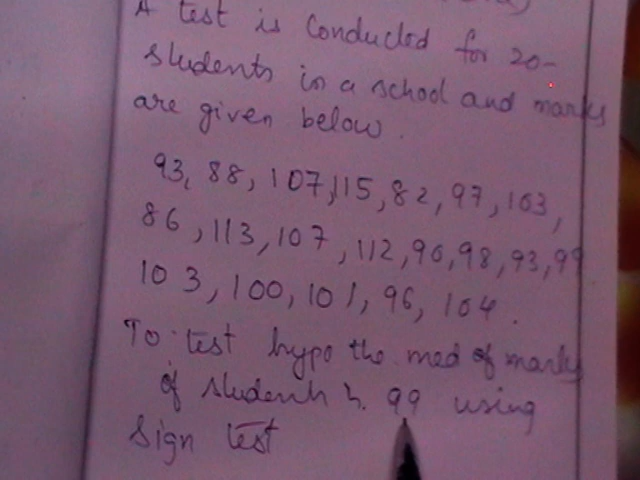 A test is Conducted for 20-
students in a school and marks
are given below.
93, 88, 107, 115, 82, 97, 103,
86, 113, 107, 112, 98, 93, 99
103, 100, 101, 96, 104.
To test hypo the med of marks
of students is 99 using
Sign test